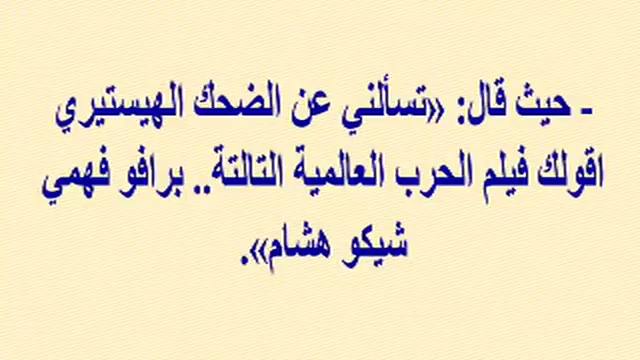 - حيث قال: «تسألني عن الضحك الهيستيري
اقولك فيلم الحرب العالمية التالتة.. برافو فهمي
شيكو هشام».